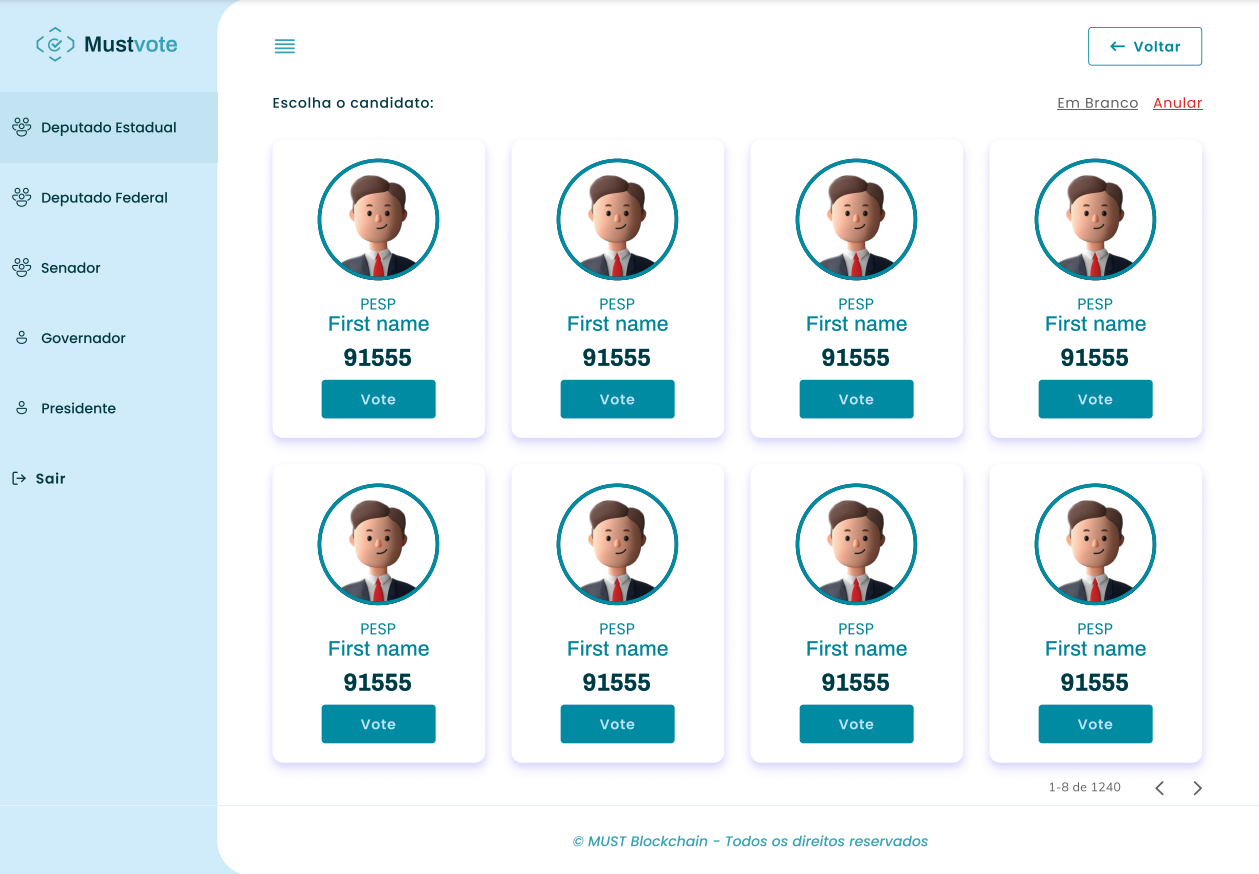 Mustvote
Voltar
Escolha o candidato:
Em Branco Anular
Deputado Estadual
Deputado Federal
Senador
Governador
Presidente
Sair
PESP
First name
91555
Vote
PESP
First name
91555
Vote
PESP
First name
91555
Vote
PESP
First name
91555
Vote
PESP
First name
91555
Vote
PESP
First name
91555
Vote
PESP
First name
91555
Vote
PESP
First name
91555
Vote
1-8 de 1240
© MUST Blockchain - Todos os direitos reservados